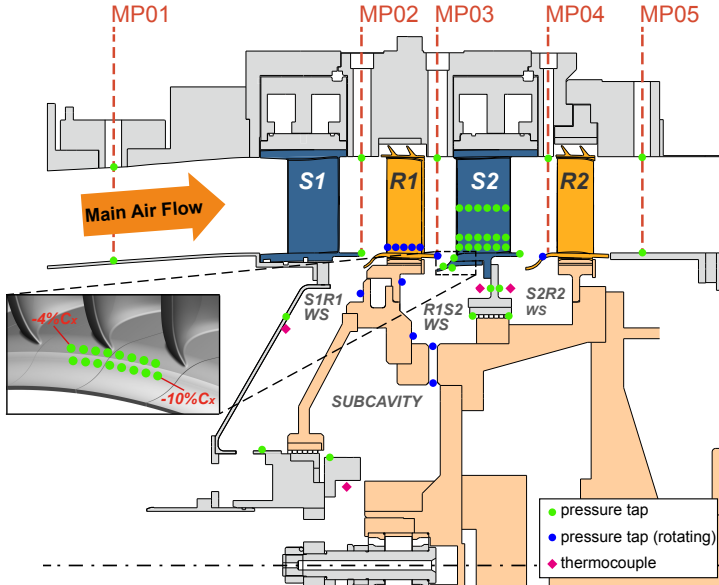 MP01 MP02 MP03 MP04 MP05
S1 R1 S2 R2
Main Air Flow
S1R1
WS
R1S2
WS
S2R2
WS
-4%Cx
-10%Cx
SUBCAVITY
pressure tap
pressure tap (rotating)
thermocouple